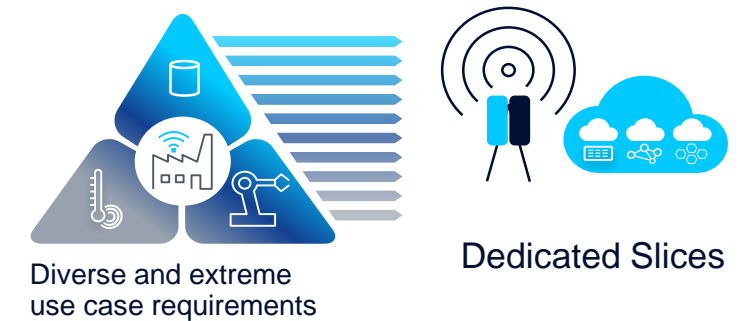 Diverse and extreme
use case requirements
Dedicated Slices